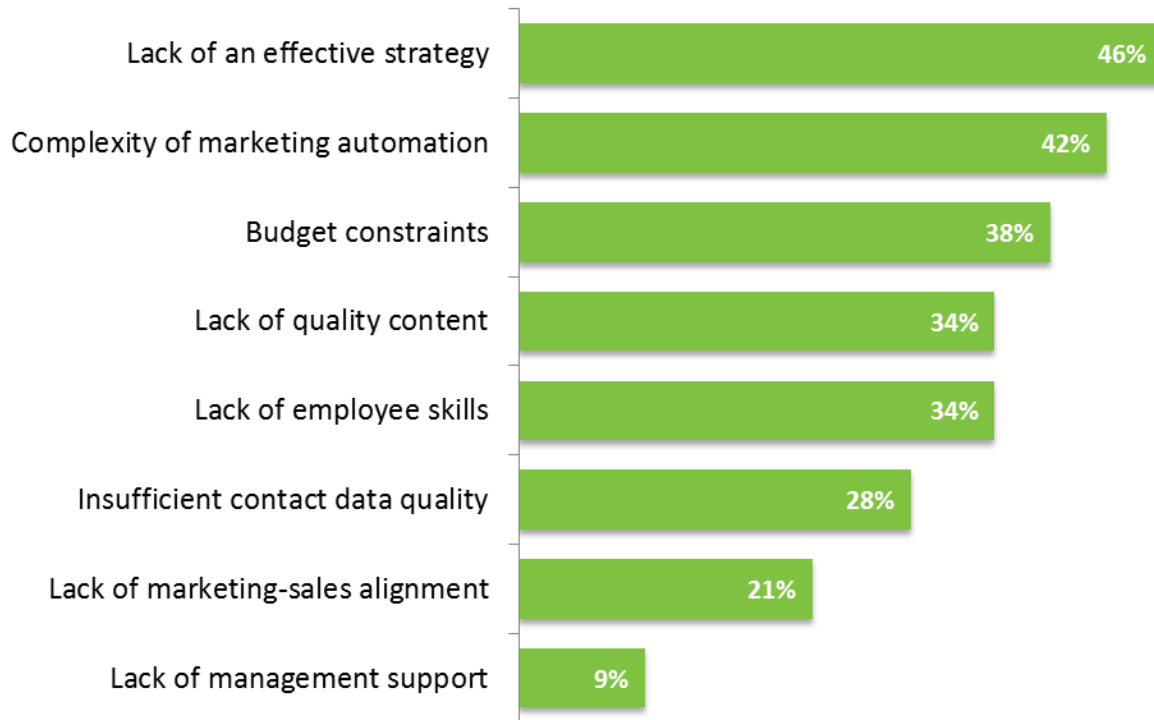 Lack of an effective strategy 46%
Complexity of marketing automation 42%
Budget constraints 38%
Lack of quality content 34%
Lack of employee skills 34%
Insufficient contact data quality 28%
Lack of marketing-sales alignment 21%
Lack of management support 9%